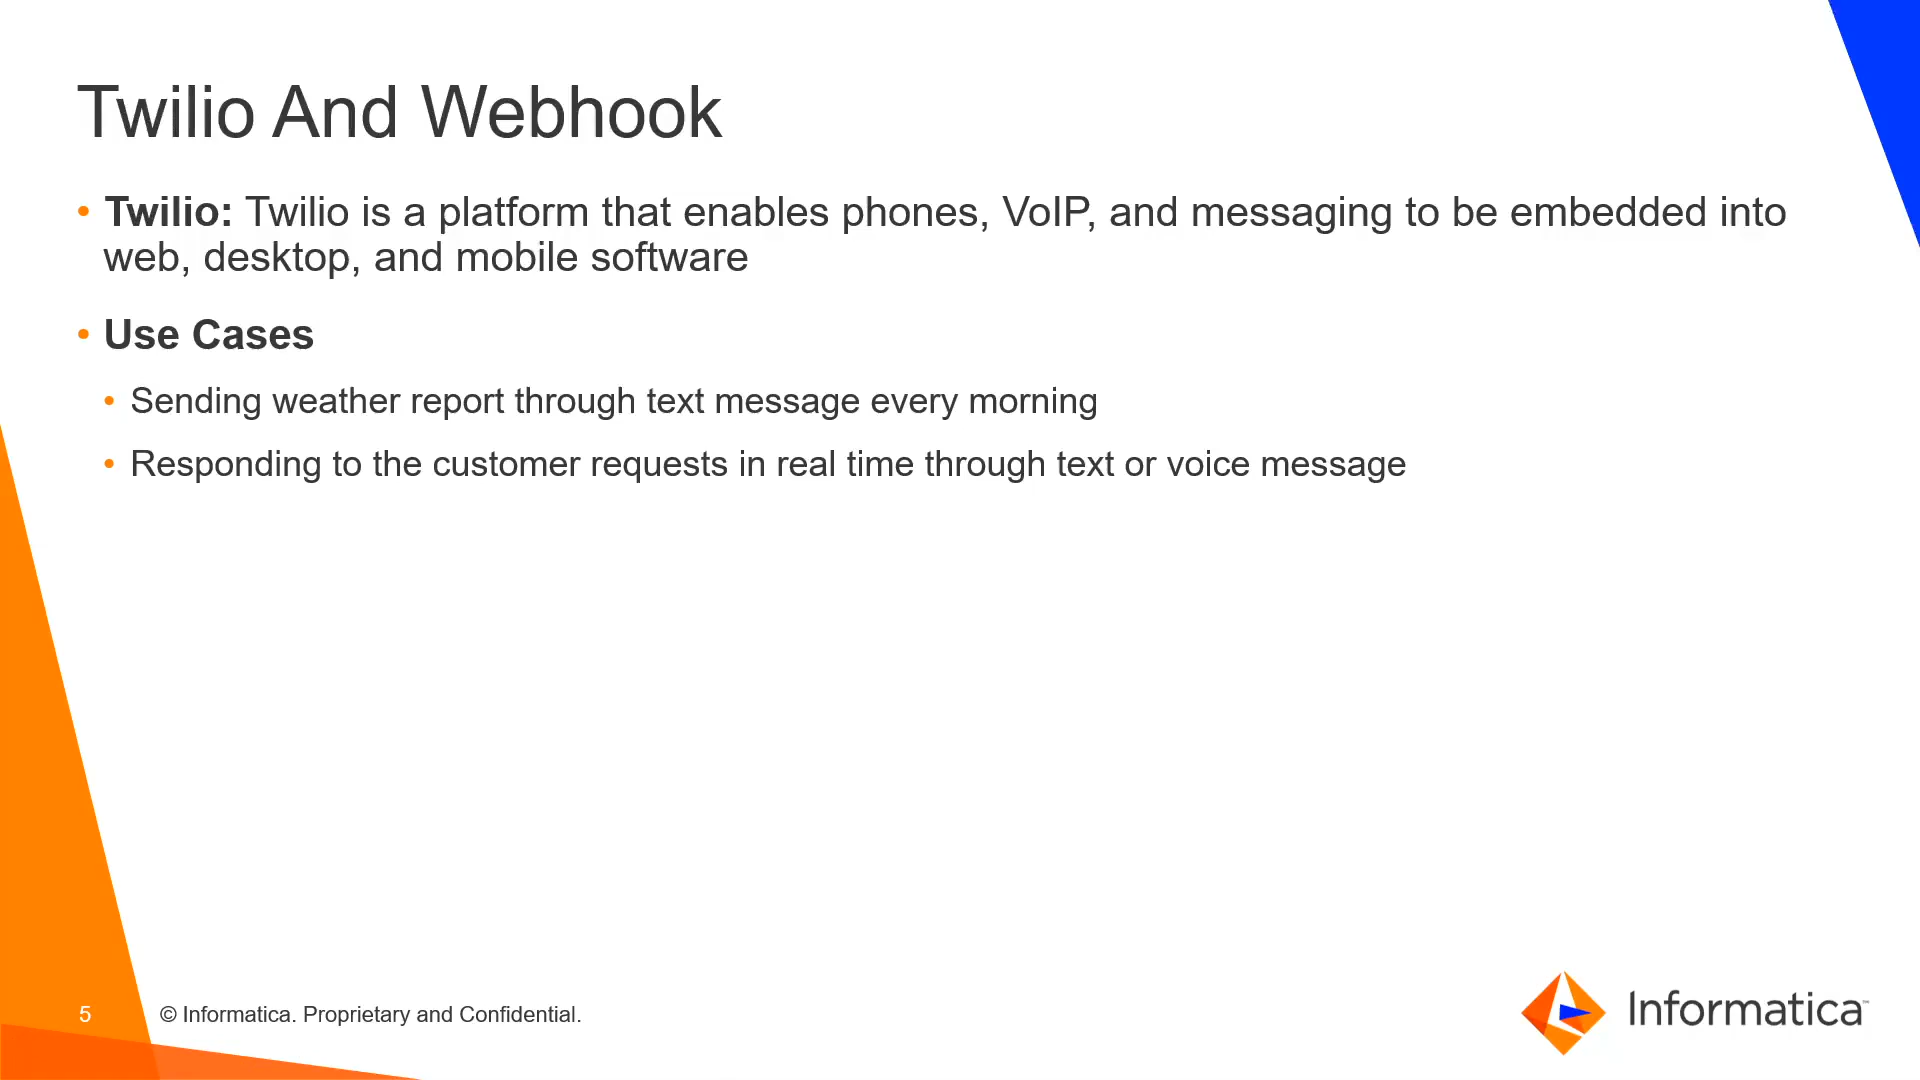 Twilio And Webhook
• Twilio: Twilio is a platform that enables phones, VoIP, and messaging to be embedded into
web, desktop, and mobile software
• Use Cases
• Sending weather report through text message every morning
• Responding to the customer requests in real time through text or voice message
5
© Informatica. Proprietary and Confidential.
Informatica™